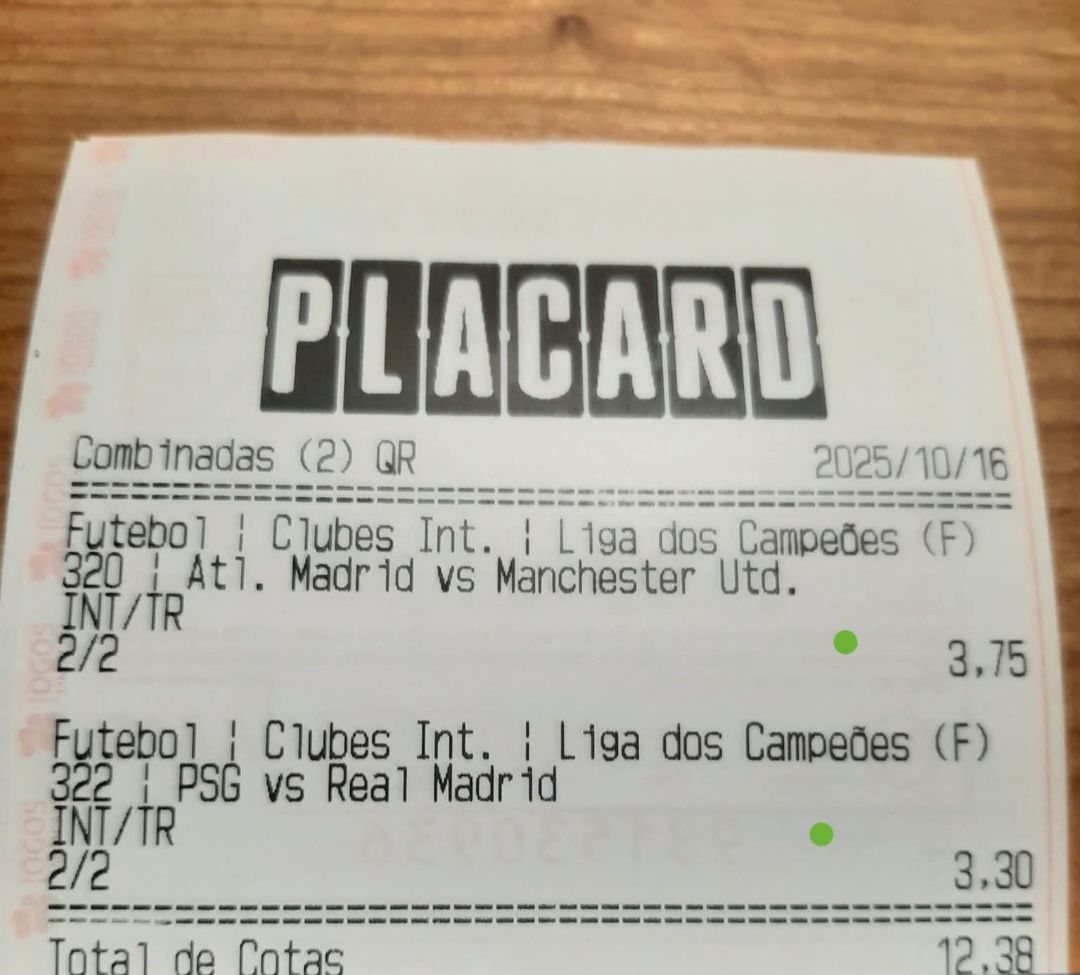 PLACARD
Combinadas (2) QR 2025/10/16
Futebol ¦ Clubes Int. ¦ Liga dos Campeões (F)
320 ¦ Atl. Madrid vs Manchester Utd.
INT/TR
2/2 3,75
Futebol ¦ Clubes Int. ¦ Liga dos Campeões (F)
322 ¦ PSG vs Real Madrid
INT/TR
2/2 3,30
Total de Cotas 12,38